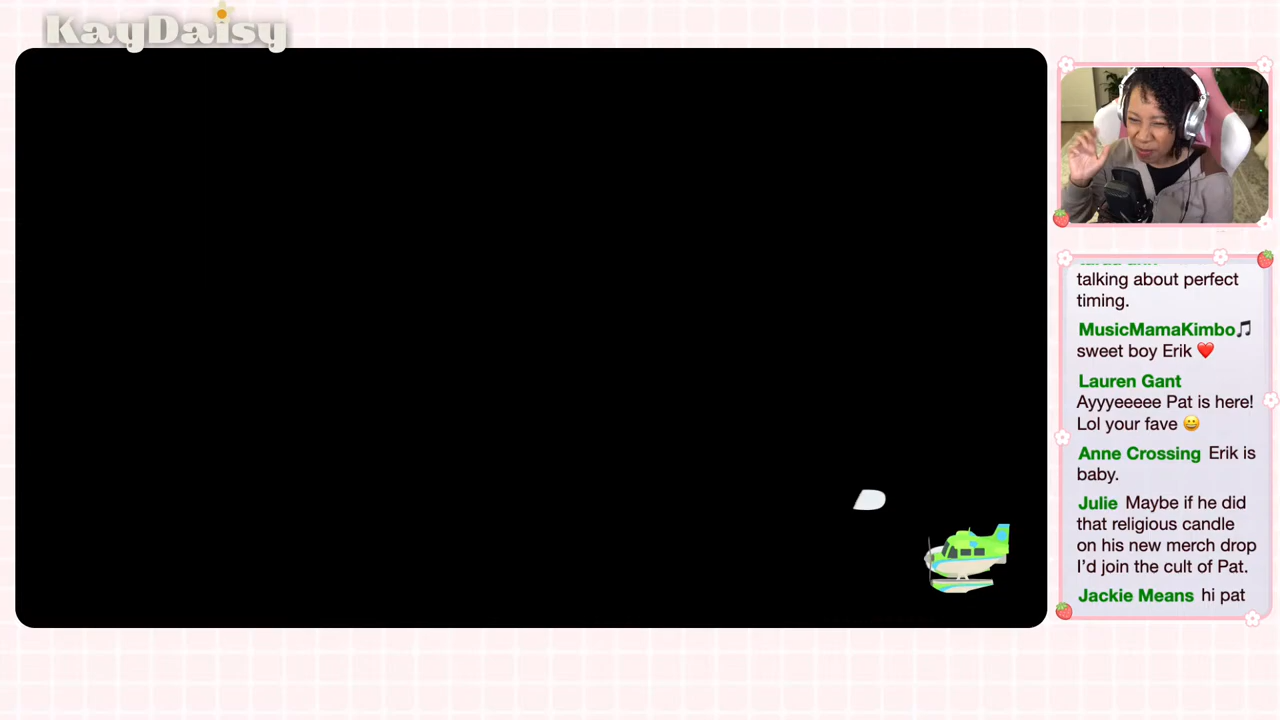 KayDaisy
talking about perfect
timing.
MusicMamaKimbo🎵
sweet boy Erik ❤️
Lauren Gant
Ayyyeeeee Pat is here!
Lol your fave 😄
Anne Crossing Erik is
baby.
Julie Maybe if he did
that religious candle
on his new merch drop
I’d join the cult of Pat.
Jackie Means hi pat